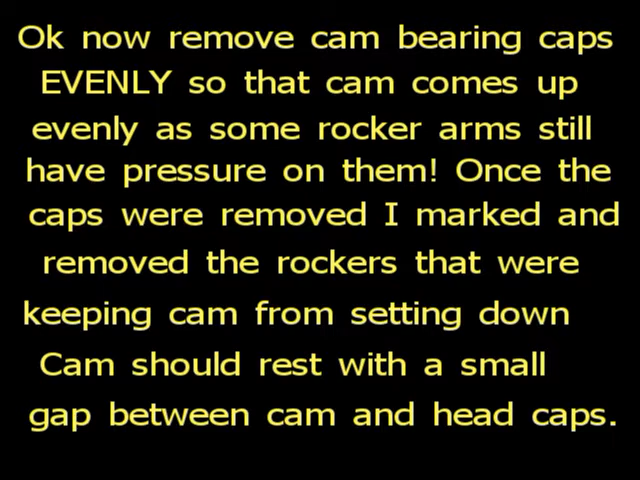 Ok now remove cam bearing caps
EVENLY so that cam comes up
evenly as some rocker arms still
have pressure on them! Once the
caps were removed I marked and
removed the rockers that were
keeping cam from setting down
Cam should rest with a small
gap between cam and head caps.